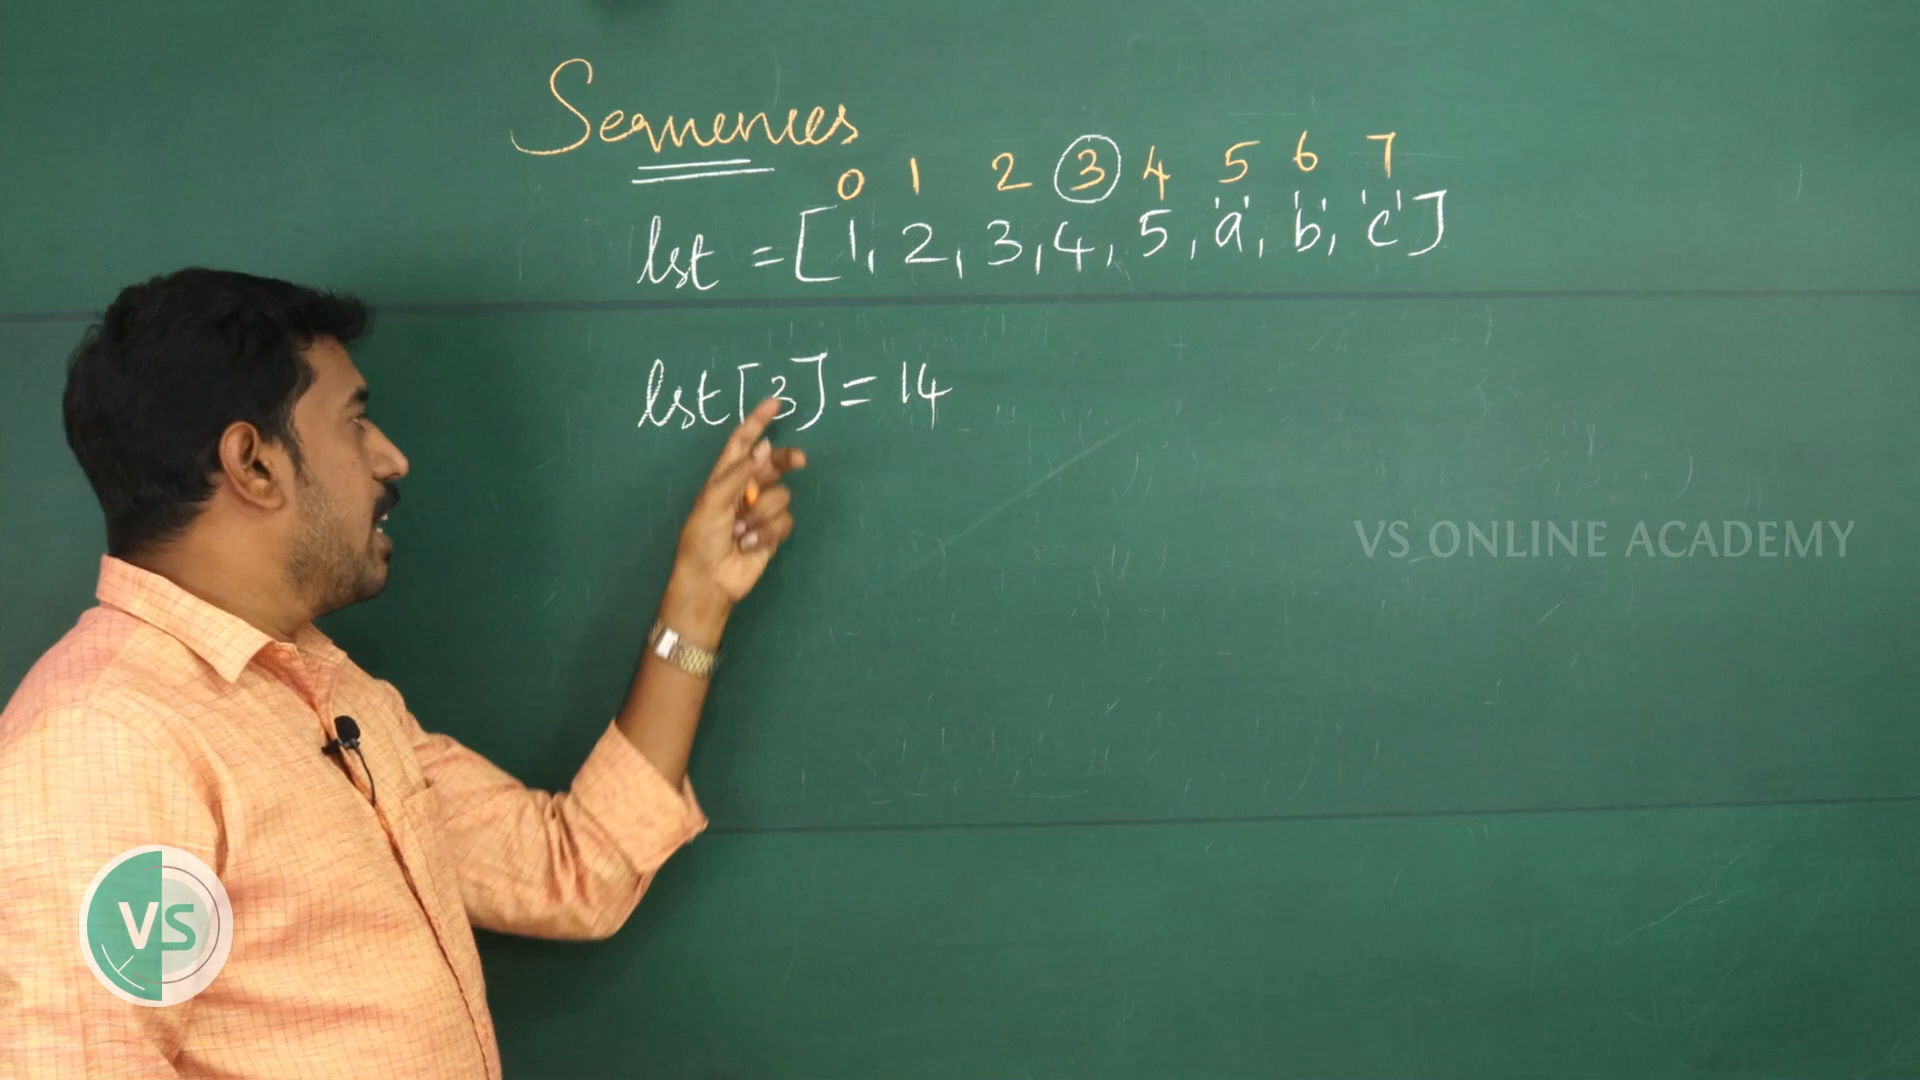 Sequences
0 1 2 3 4 5 6 7
lst = [1, 2, 3, 4, 5, 'a', 'b', 'c']
lst[3] = 14
VS ONLINE ACADEMY
VS